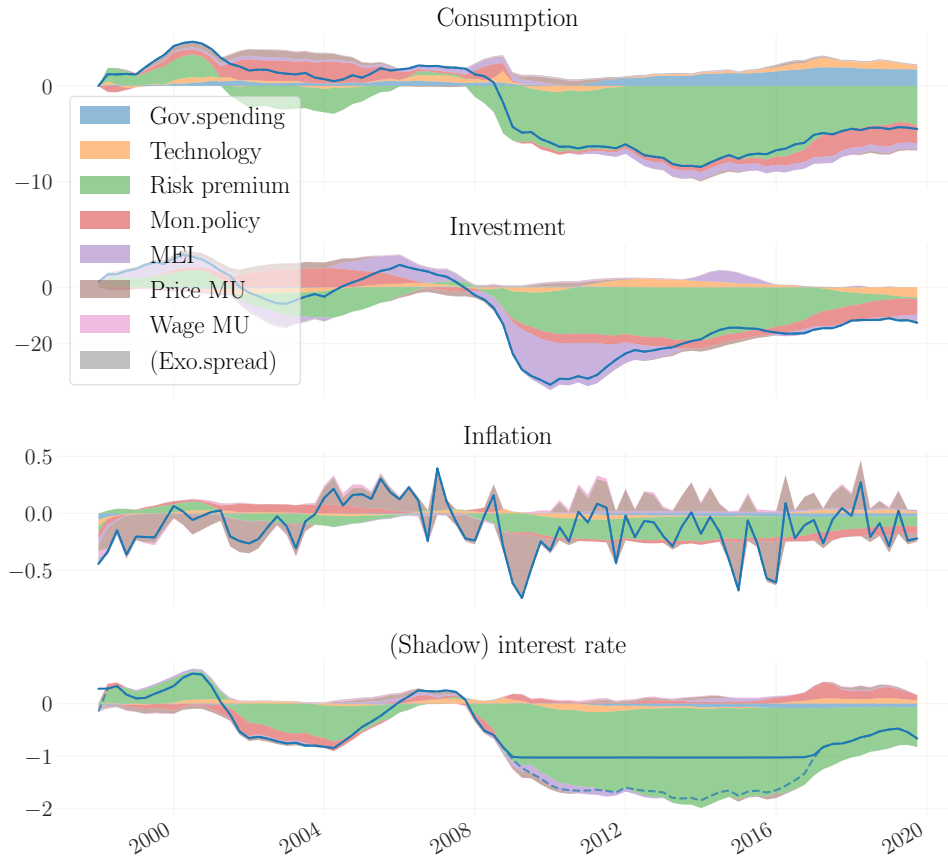 Consumption
0
−10
Gov.spending
Technology
Risk premium
Mon.policy
MEI
Price MU
Wage MU
(Exo.spread)
Investment
0
−20
Inflation
0.5
0.0
−0.5
(Shadow) interest rate
0
−1
−2
2000
2004
2008
2012
2016
2020